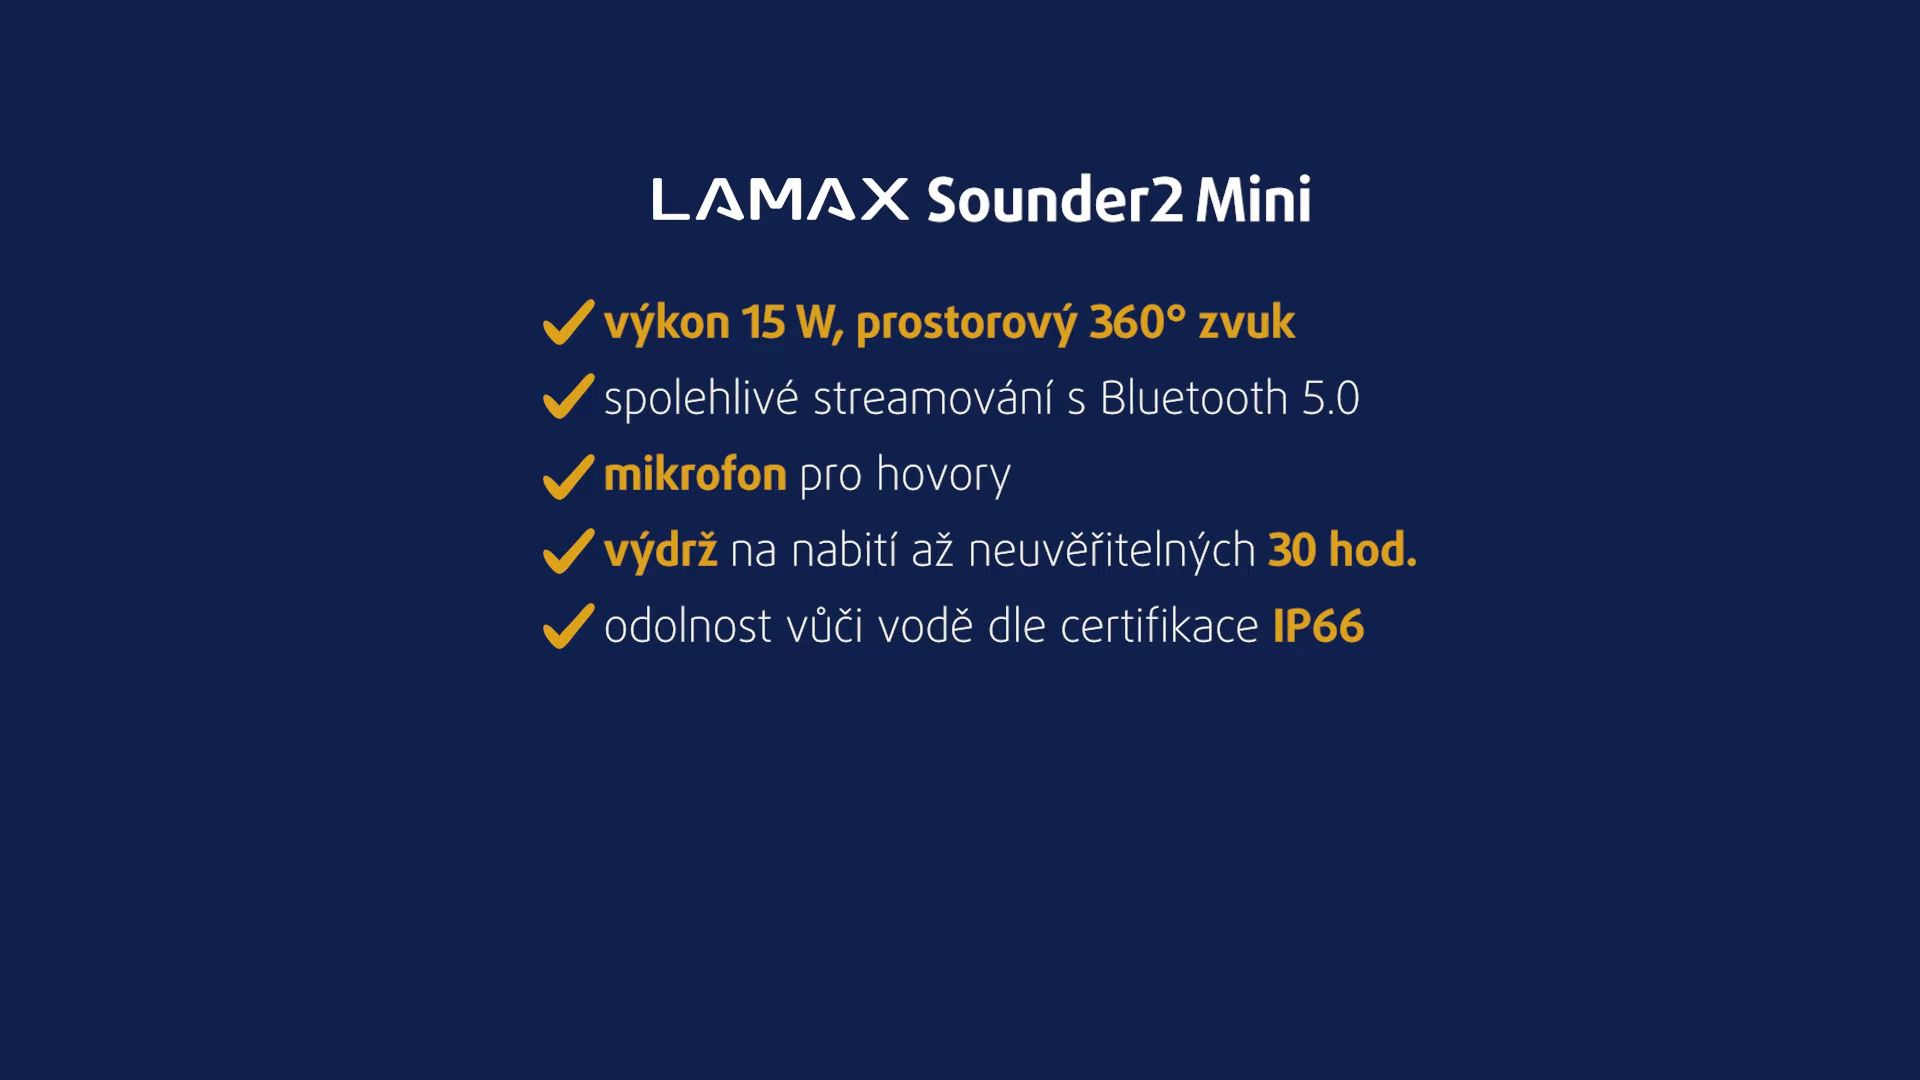 LAMAX Sounder2 Mini
výkon 15 W, prostorový 360° zvuk
spolehlivé streamování s Bluetooth 5.0
mikrofon pro hovory
výdrž na nabití až neuvěřitelných 30 hod.
odolnost vůči vodě dle certifikace IP66